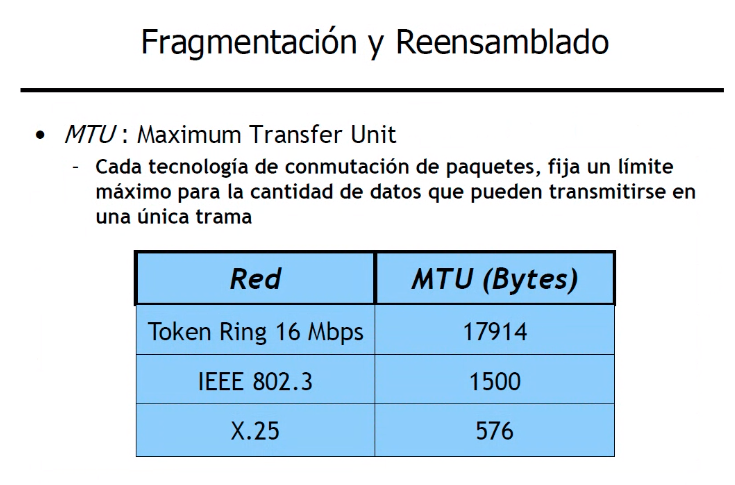 Fragmentación y Reensamblado
• MTU : Maximum Transfer Unit
- Cada tecnología de conmutación de paquetes, fija un límite
máximo para la cantidad de datos que pueden transmitirse en
una única trama
Red MTU (Bytes)
Token Ring 16 Mbps 17914
IEEE 802.3 1500
X.25 576